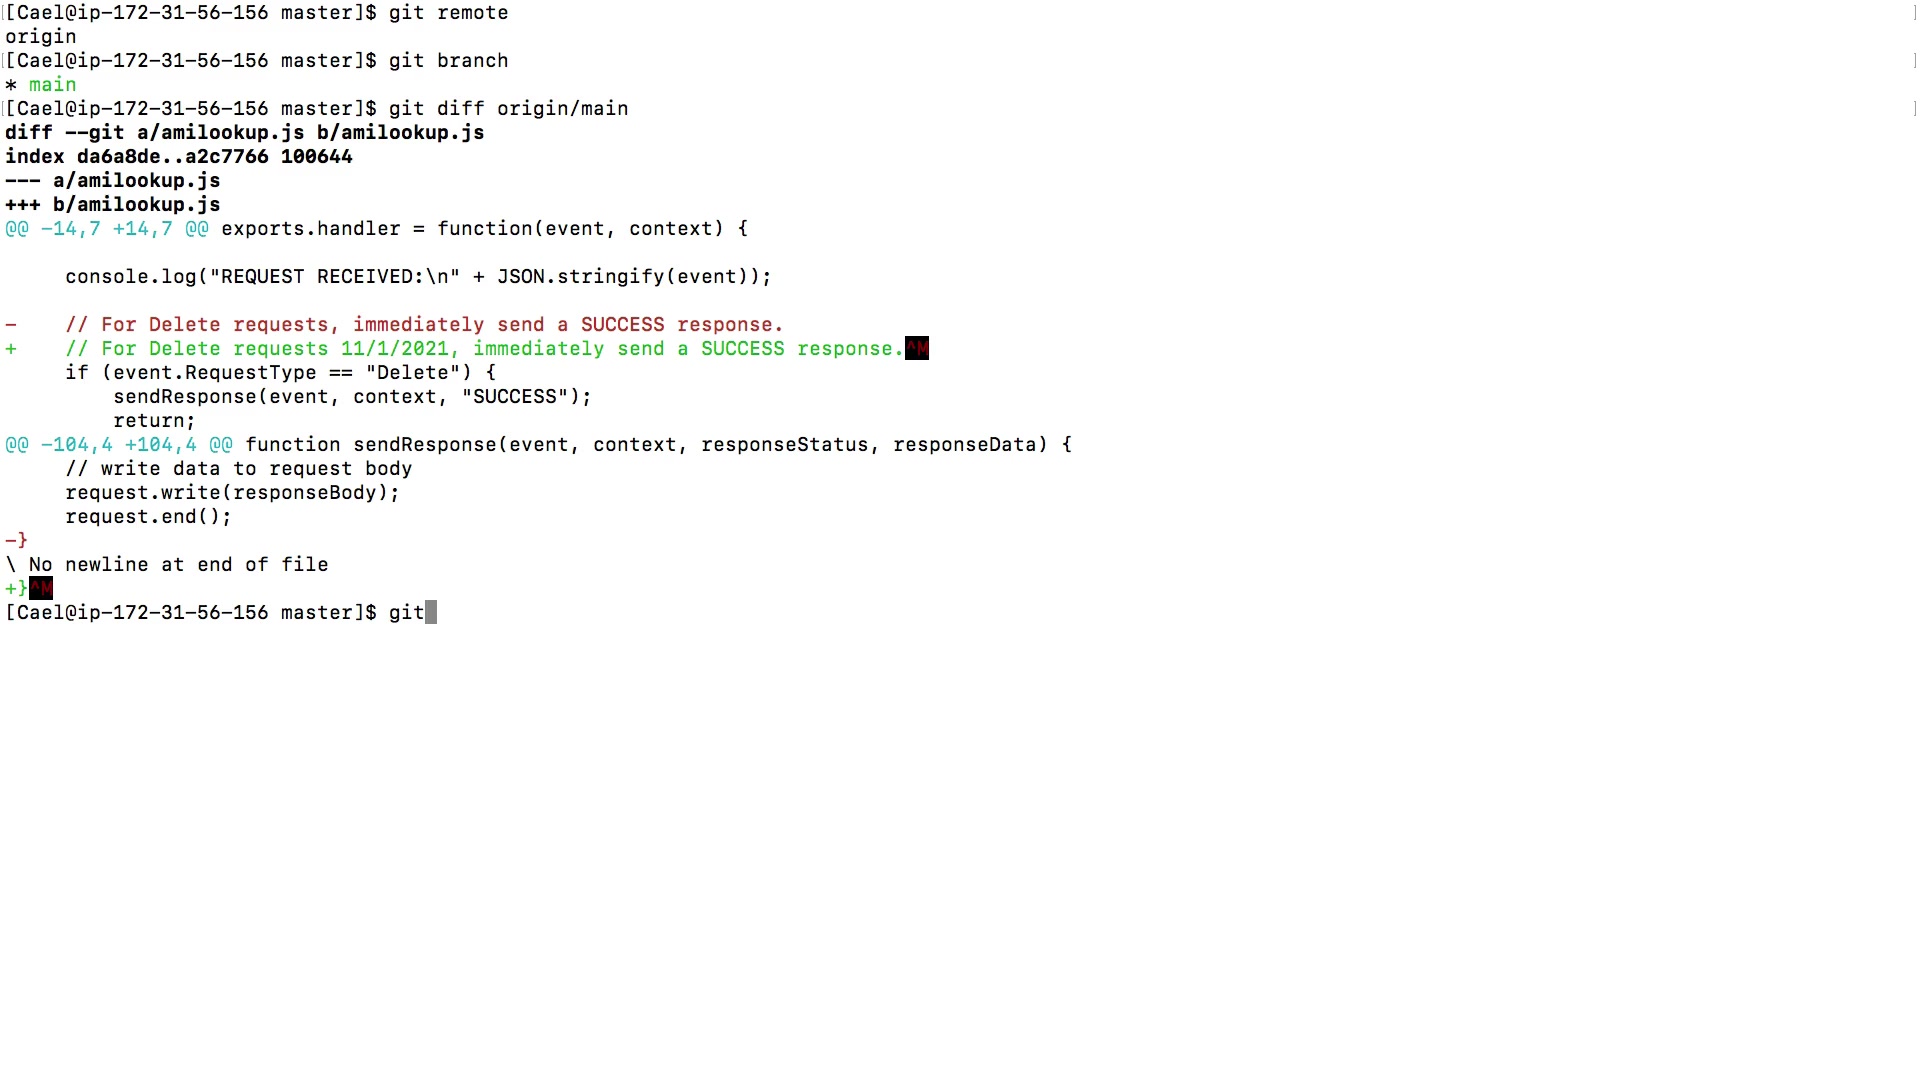 [[Cael@ip-172-31-56-156 master]$ git remote ]
origin
[[Cael@ip-172-31-56-156 master]$ git branch ]
* main
[[Cael@ip-172-31-56-156 master]$ git diff origin/main ]
diff --git a/amilookup.js b/amilookup.js
index da6a8de..a2c7766 100644
--- a/amilookup.js
+++ b/amilookup.js
@@ -14,7 +14,7 @@ exports.handler = function(event, context) {
     console.log("REQUEST RECEIVED:\n" + JSON.stringify(event));
-    // For Delete requests, immediately send a SUCCESS response.
+    // For Delete requests 11/1/2021, immediately send a SUCCESS response.^M
     if (event.RequestType == "Delete") {
         sendResponse(event, context, "SUCCESS");
         return;
@@ -104,4 +104,4 @@ function sendResponse(event, context, responseStatus, responseData) {
     // write data to request body
     request.write(responseBody);
     request.end();
-}
\ No newline at end of file
+}^M
[Cael@ip-172-31-56-156 master]$ git